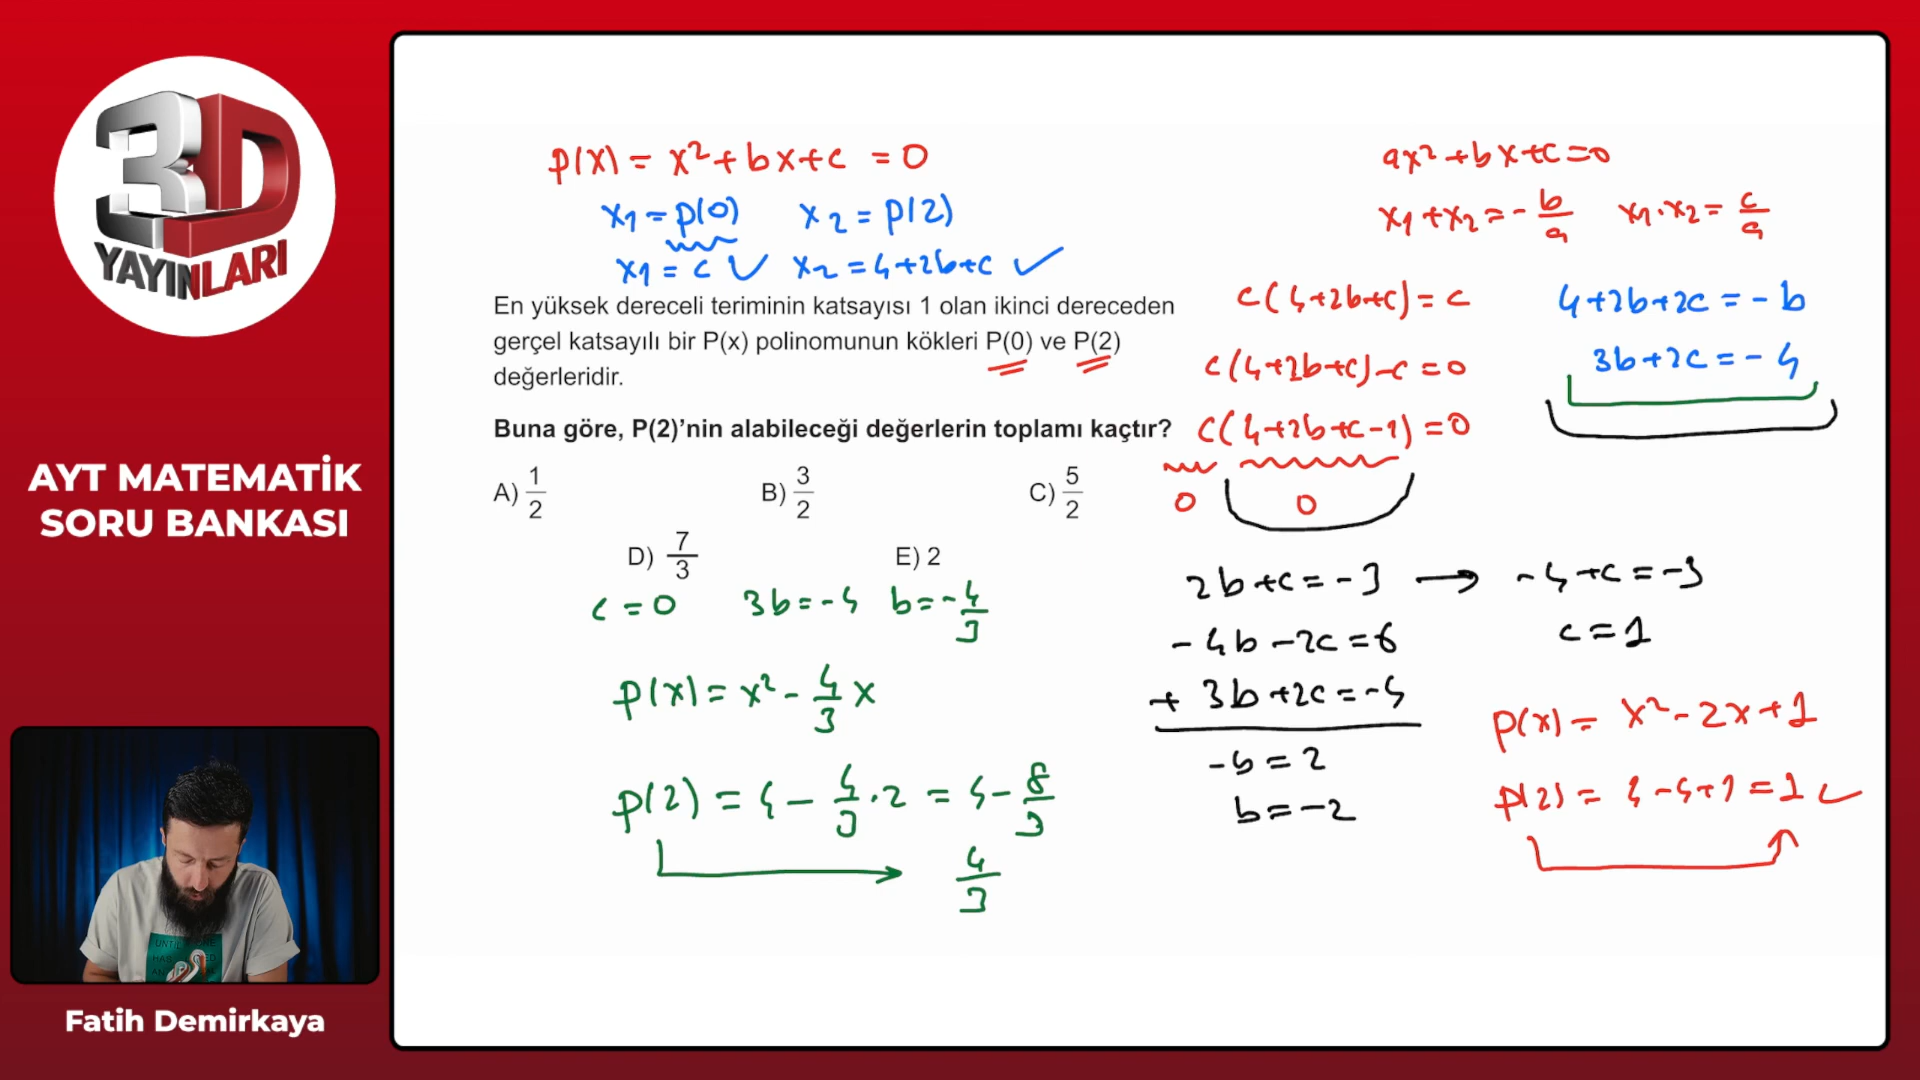 3D
YAYINLARI
AYT MATEMATİK
SORU BANKASI
Fatih Demirkaya
P(x) = x² + bx + c = 0
x₁ = P(0) x₂ = P(2)
x₁ = c ✓ x₂ = 4+2b+c ✓
En yüksek dereceli teriminin katsayısı 1 olan ikinci dereceden
gerçel katsayılı bir P(x) polinomunun kökleri P(0) ve P(2)
değerleridir.
Buna göre, P(2)'nin alabileceği değerlerin toplamı kaçtır?
A) 1/2 B) 3/2 C) 5/2
D) 7/3 E) 2
c = 0 3b = -4 b = -4/3
P(x) = x² - 4/3 x
P(2) = 4 - 4/3 · 2 = 4 - 8/3
4/3
ax² + bx + c = 0
x₁ + x₂ = - b/a x₁ · x₂ = c/a
c(4+2b+c) = c
c(4+2b+c) - c = 0
c(4+2b+c-1) = 0
0 0
4+2b+2c = -b
3b+2c = -4
2b+c = -3 → -4+c = -3
c = 1
-4b - 2c = 6
+ 3b + 2c = -4
-b = 2
b = -2
P(x) = x² - 2x + 1
P(2) = 4 - 4 + 1 = 1 ✓